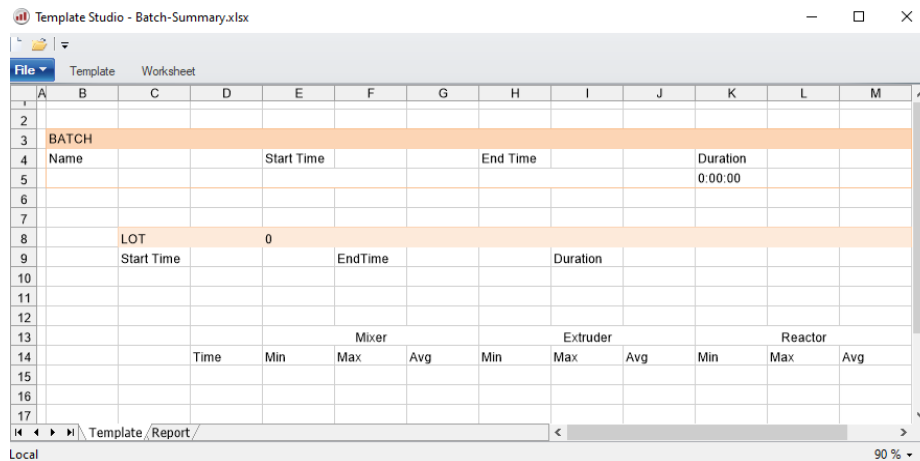 Template Studio - Batch-Summary.xlsx
File Template Worksheet
A B C D E F G H I J K L M
2
3 BATCH
4 Name Start Time End Time Duration
5 0:00:00
6
7
8 LOT 0
9 Start Time EndTime Duration
10
11
12
13 Mixer Extruder Reactor
14 Time Min Max Avg Min Max Avg Min Max Avg
15
16
17
Template Report
Local 90 %